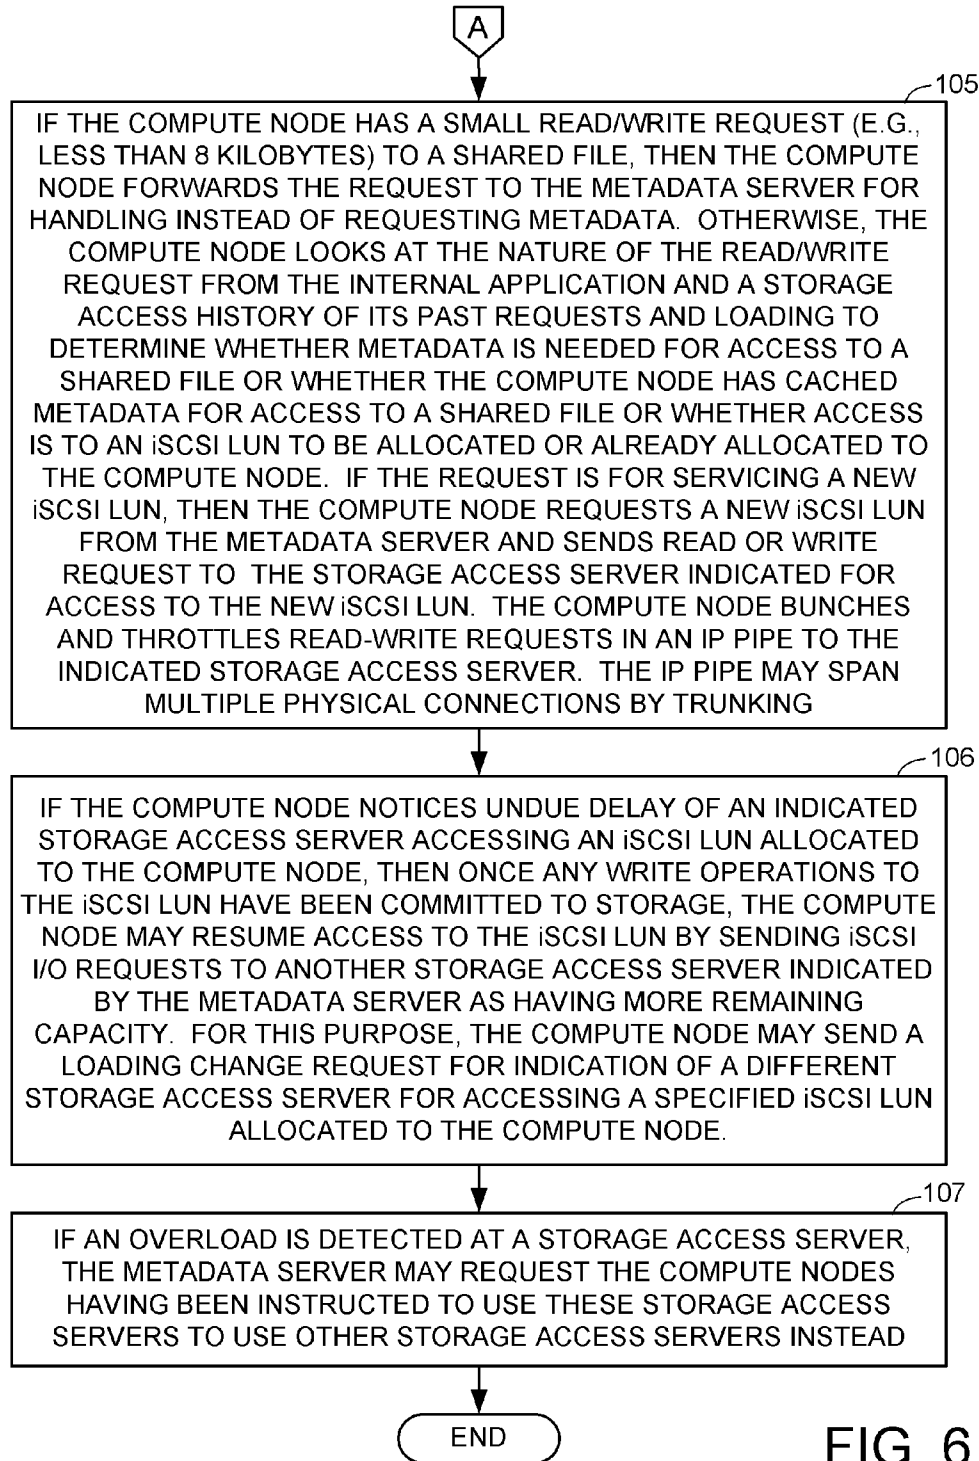 A
105
IF THE COMPUTE NODE HAS A SMALL READ/WRITE REQUEST (E.G.,
LESS THAN 8 KILOBYTES) TO A SHARED FILE, THEN THE COMPUTE
NODE FORWARDS THE REQUEST TO THE METADATA SERVER FOR
HANDLING INSTEAD OF REQUESTING METADATA.  OTHERWISE, THE
COMPUTE NODE LOOKS AT THE NATURE OF THE READ/WRITE
REQUEST FROM THE INTERNAL APPLICATION AND A STORAGE
ACCESS HISTORY OF ITS PAST REQUESTS AND LOADING TO
DETERMINE WHETHER METADATA IS NEEDED FOR ACCESS TO A
SHARED FILE OR WHETHER THE COMPUTE NODE HAS CACHED
METADATA FOR ACCESS TO A SHARED FILE OR WHETHER ACCESS
IS TO AN iSCSI LUN TO BE ALLOCATED OR ALREADY ALLOCATED TO
THE COMPUTE NODE.  IF THE REQUEST IS FOR SERVICING A NEW
iSCSI LUN, THEN THE COMPUTE NODE REQUESTS A NEW iSCSI LUN
FROM THE METADATA SERVER AND SENDS READ OR WRITE
REQUEST TO  THE STORAGE ACCESS SERVER INDICATED FOR
ACCESS TO THE NEW iSCSI LUN.  THE COMPUTE NODE BUNCHES
AND THROTTLES READ-WRITE REQUESTS IN AN IP PIPE TO THE
INDICATED STORAGE ACCESS SERVER.  THE IP PIPE MAY SPAN
MULTIPLE PHYSICAL CONNECTIONS BY TRUNKING
106
IF THE COMPUTE NODE NOTICES UNDUE DELAY OF AN INDICATED
STORAGE ACCESS SERVER ACCESSING AN iSCSI LUN ALLOCATED
TO THE COMPUTE NODE, THEN ONCE ANY WRITE OPERATIONS TO
THE iSCSI LUN HAVE BEEN COMMITTED TO STORAGE, THE COMPUTE
NODE MAY RESUME ACCESS TO THE iSCSI LUN BY SENDING iSCSI
I/O REQUESTS TO ANOTHER STORAGE ACCESS SERVER INDICATED
BY THE METADATA SERVER AS HAVING MORE REMAINING
CAPACITY.  FOR THIS PURPOSE, THE COMPUTE NODE MAY SEND A
LOADING CHANGE REQUEST FOR INDICATION OF A DIFFERENT
STORAGE ACCESS SERVER FOR ACCESSING A SPECIFIED iSCSI LUN
ALLOCATED TO THE COMPUTE NODE.
107
IF AN OVERLOAD IS DETECTED AT A STORAGE ACCESS SERVER,
THE METADATA SERVER MAY REQUEST THE COMPUTE NODES
HAVING BEEN INSTRUCTED TO USE THESE STORAGE ACCESS
SERVERS TO USE OTHER STORAGE ACCESS SERVERS INSTEAD
END
FIG. 6